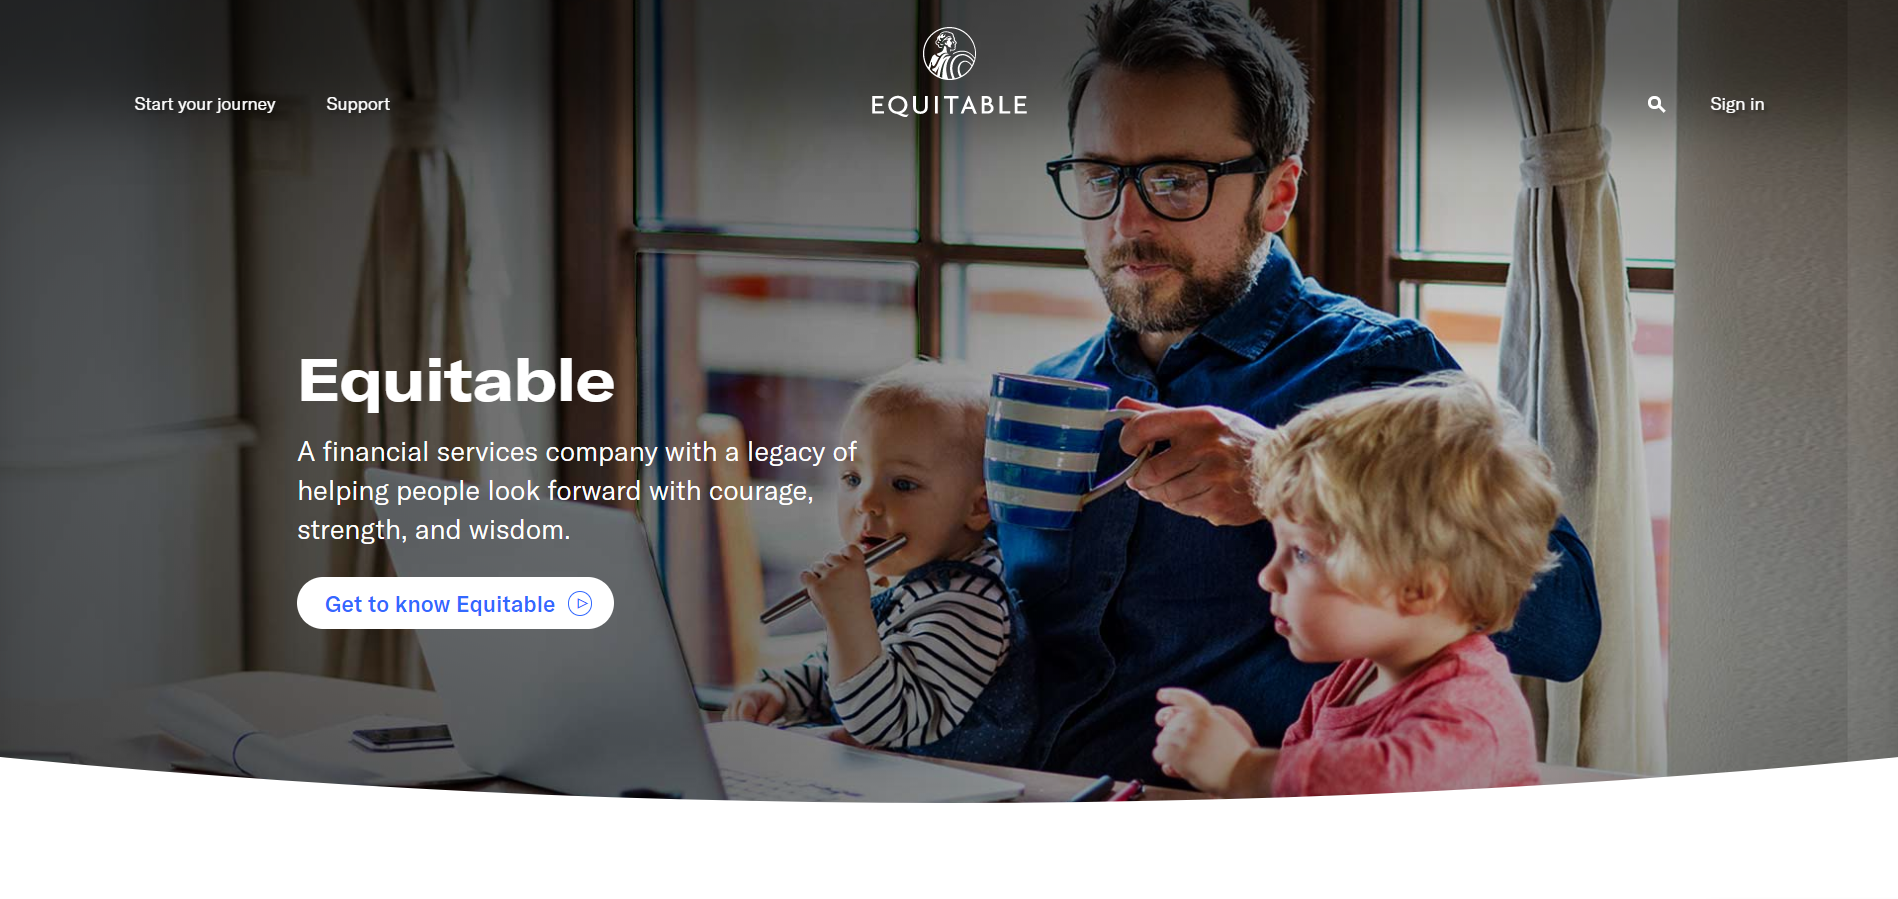 Start your journey
Support
EQUITABLE
Sign in
Equitable
A financial services company with a legacy of
helping people look forward with courage,
strength, and wisdom.
Get to know Equitable